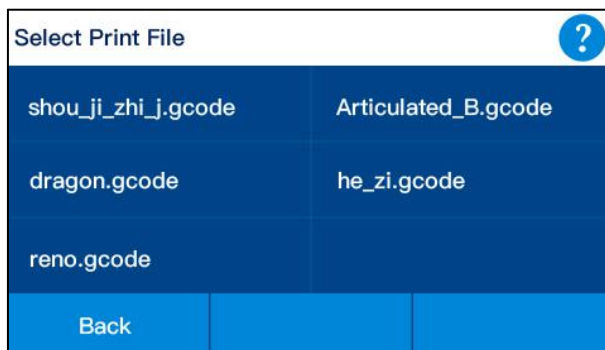 Select Print File ?
shou_ji_zhi_j.gcode Articulated_B.gcode
dragon.gcode he_zi.gcode
reno.gcode
Back